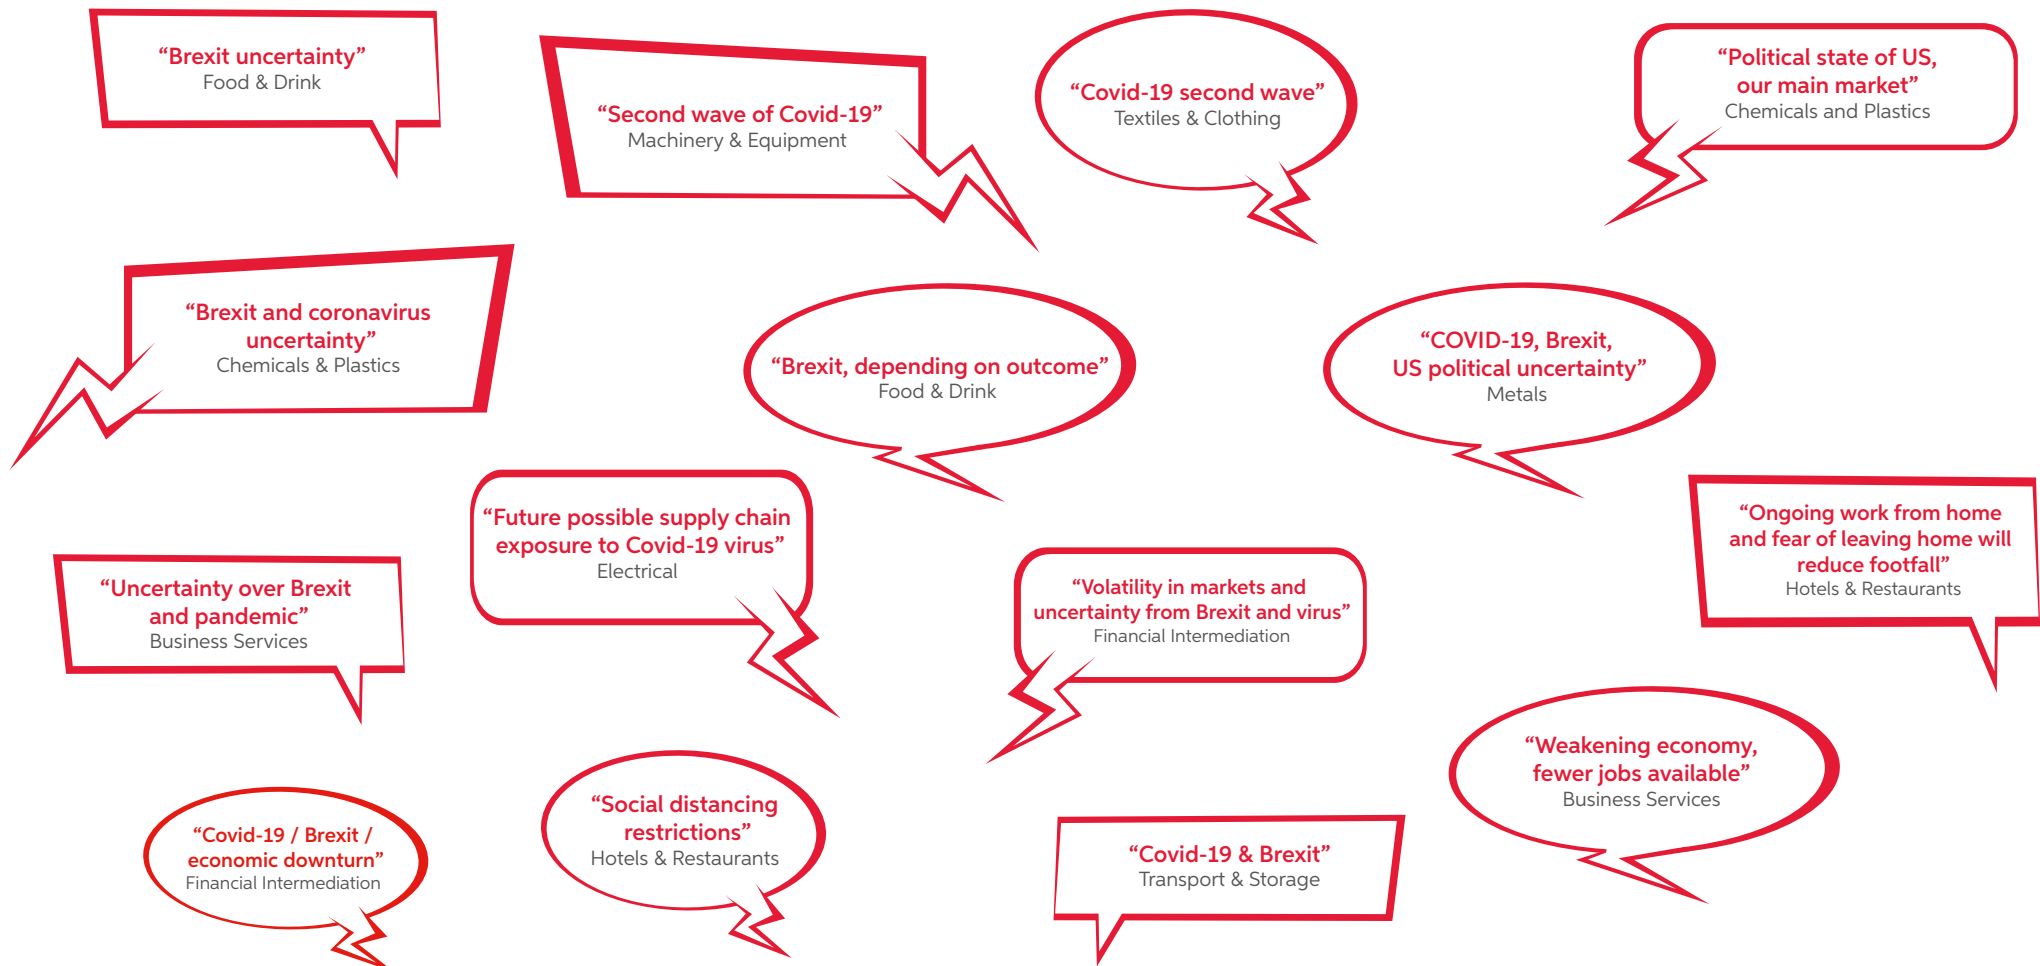 “Brexit uncertainty”
Food & Drink
“Second wave of Covid-19”
Machinery & Equipment
“Covid-19 second wave”
Textiles & Clothing
“Political state of US,
our main market”
Chemicals and Plastics
“Brexit and coronavirus
uncertainty”
Chemicals & Plastics
“Brexit, depending on outcome”
Food & Drink
“COVID-19, Brexit,
US political uncertainty”
Metals
“Future possible supply chain
exposure to Covid-19 virus”
Electrical
“Ongoing work from home
and fear of leaving home will
reduce footfall”
Hotels & Restaurants
“Uncertainty over Brexit
and pandemic”
Business Services
“Volatility in markets and
uncertainty from Brexit and virus”
Financial Intermediation
“Weakening economy,
fewer jobs available”
Business Services
“Covid-19 / Brexit /
economic downturn”
Financial Intermediation
“Social distancing
restrictions”
Hotels & Restaurants
“Covid-19 & Brexit”
Transport & Storage